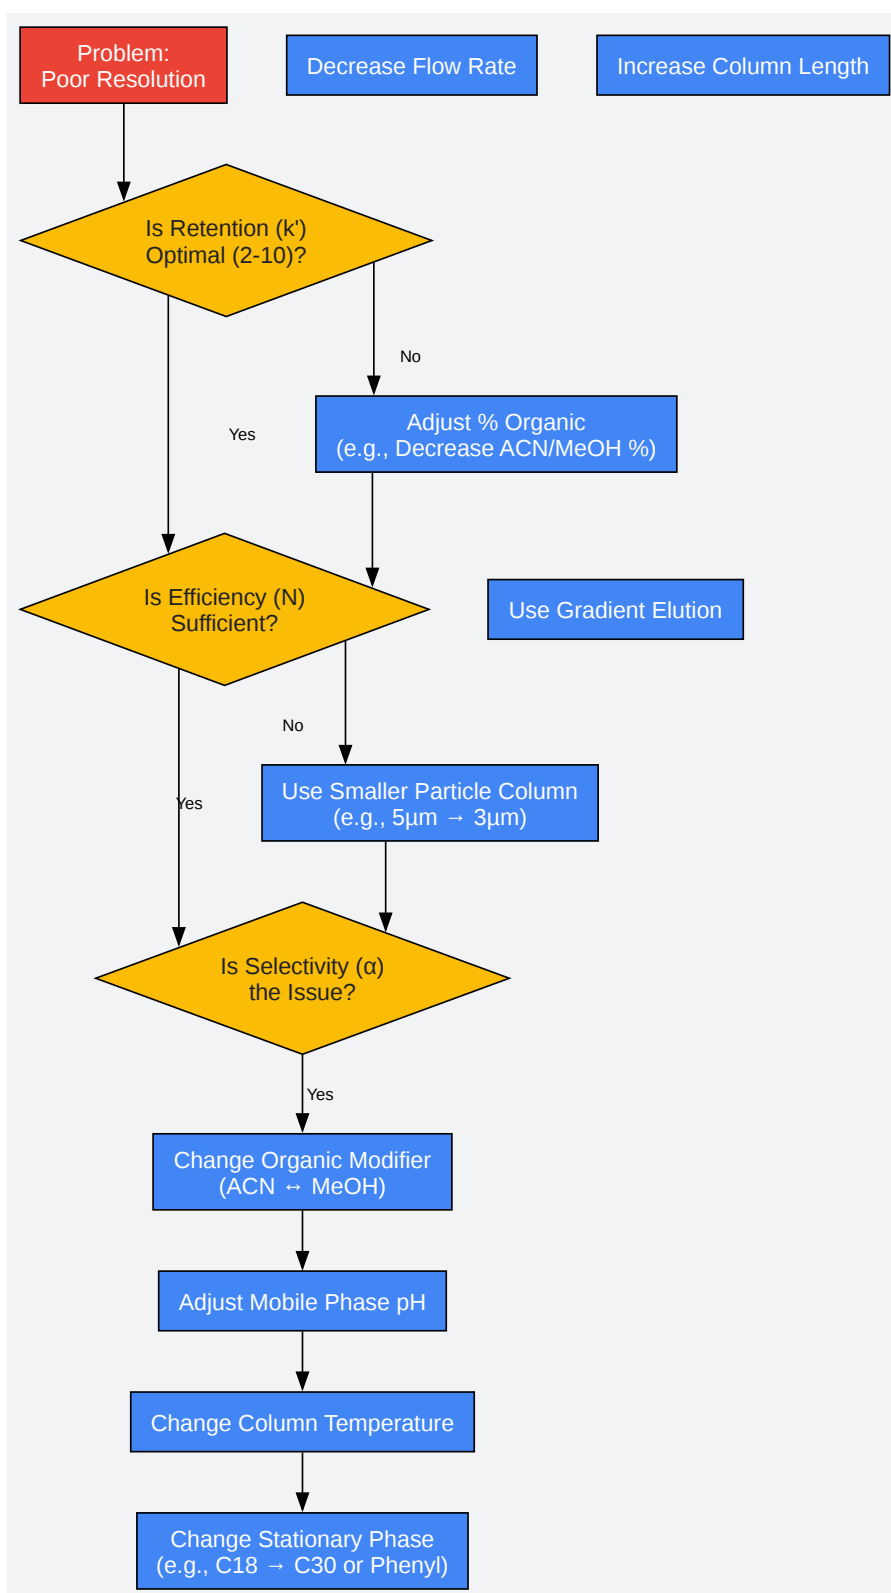 Problem:
Poor Resolution
Decrease Flow Rate
Increase Column Length
Is Retention (k')
Optimal (2-10)?
No
Yes
Adjust % Organic
(e.g., Decrease ACN/MeOH %)
Is Efficiency (N)
Sufficient?
Use Gradient Elution
No
Yes
Use Smaller Particle Column
(e.g., 5µm → 3µm)
Is Selectivity (α)
the Issue?
Yes
Change Organic Modifier
(ACN ↔ MeOH)
Adjust Mobile Phase pH
Change Column Temperature
Change Stationary Phase
(e.g., C18 → C30 or Phenyl)